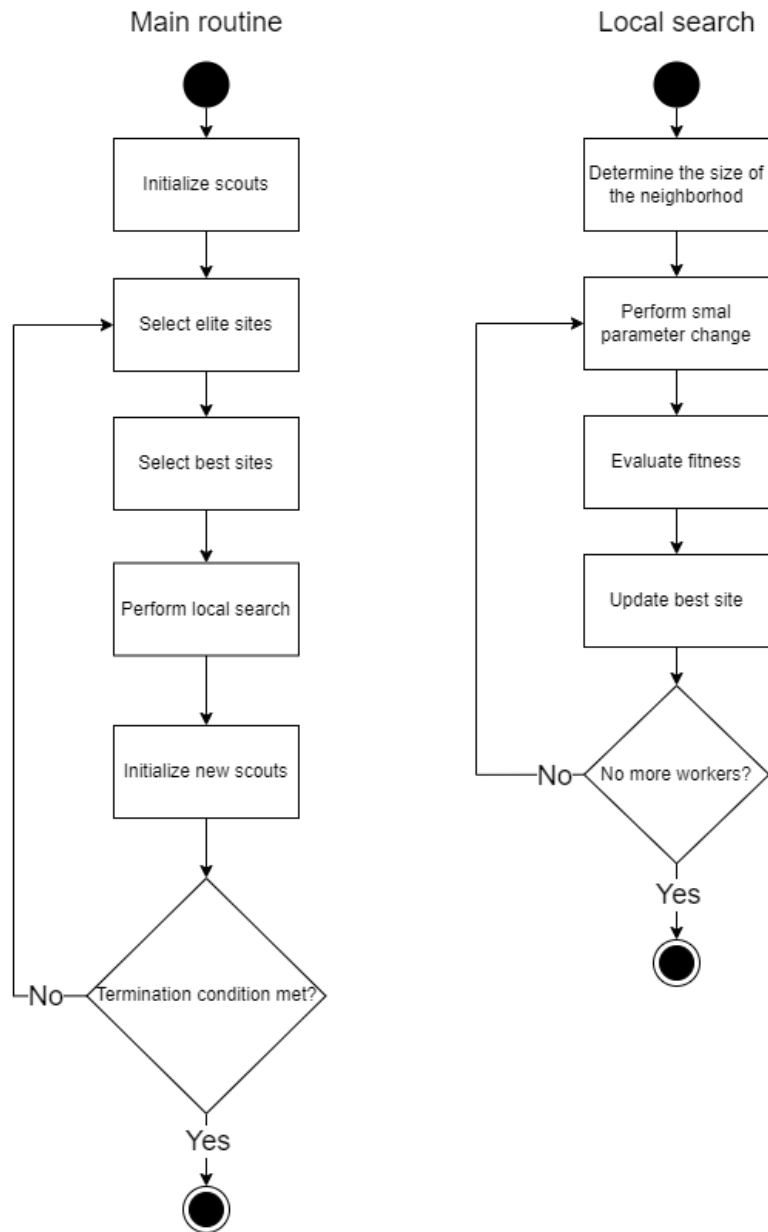 Main routine
Initialize scouts
Select elite sites
Select best sites
Perform local search
Initialize new scouts
Termination condition met?
No
Yes
Local search
Determine the size of
the neighborhod
Perform smal
parameter change
Evaluate fitness
Update best site
No more workers?
No
Yes